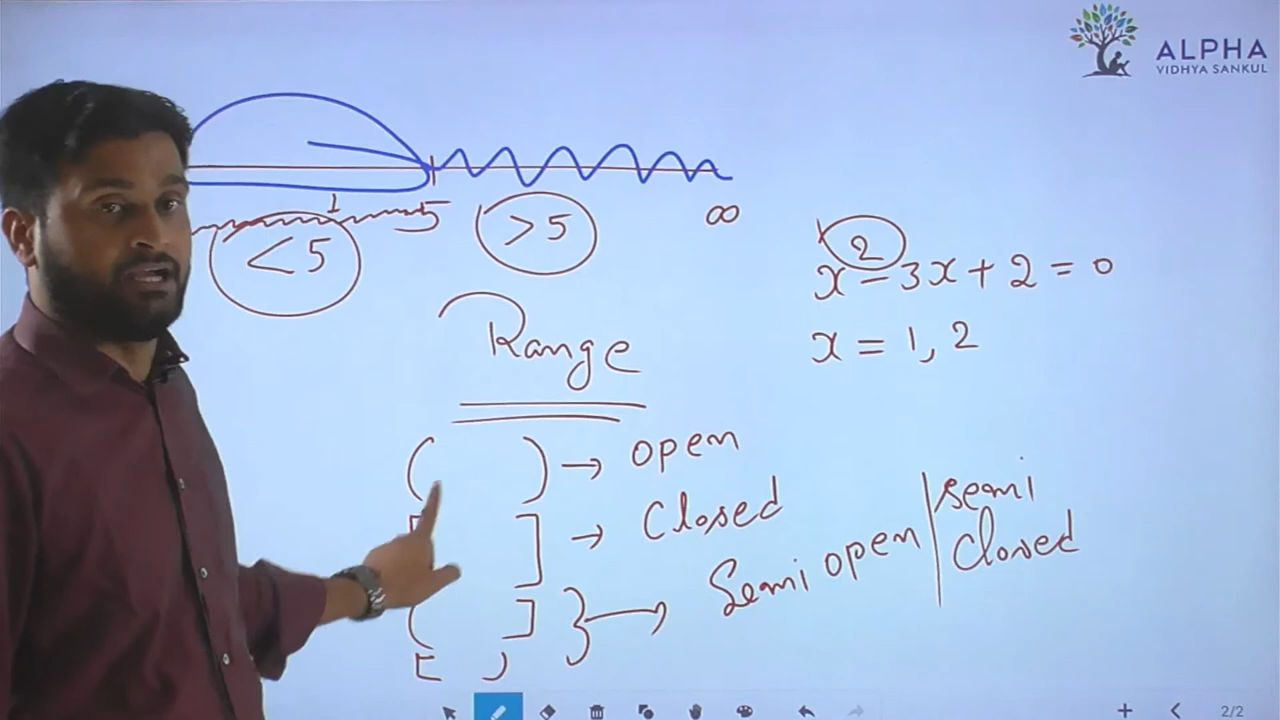 ALPHA
VIDHYA SANKUL
5
∞
< 5
> 5
x² - 3x + 2 = 0
x = 1, 2
Range
( ) → open
[ ] → Closed
( ] } → Semi open | semi closed
[ )
2/2